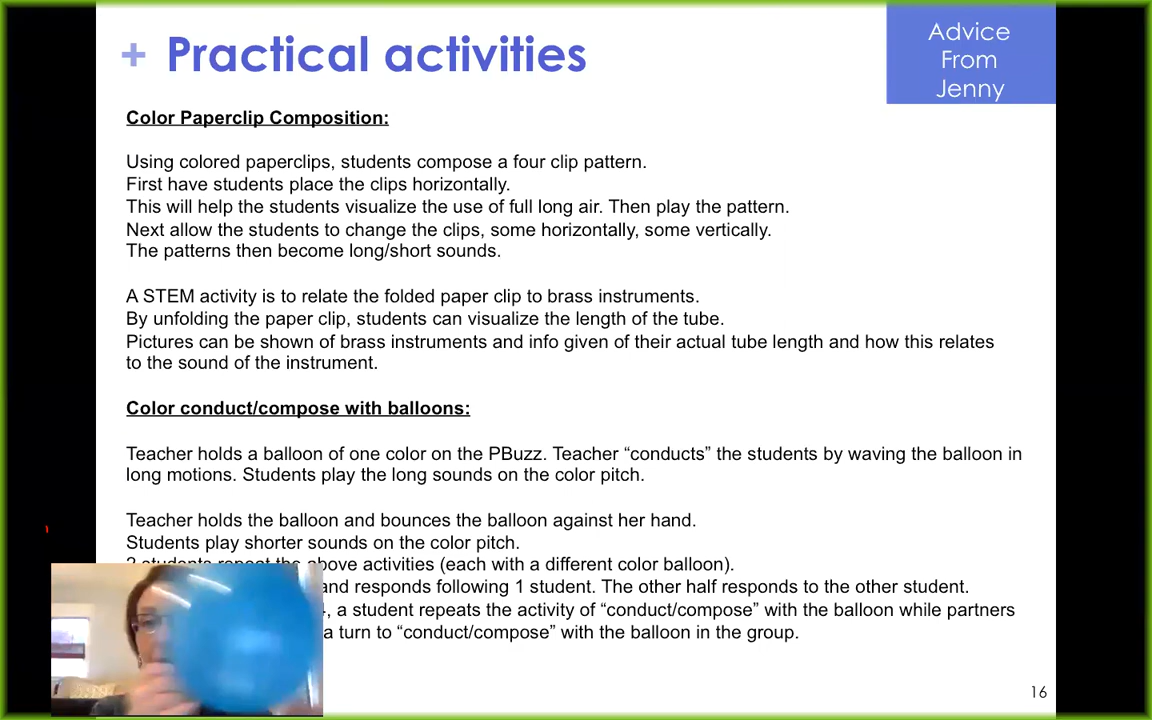 + Practical activities
Advice
From
Jenny
Color Paperclip Composition:
Using colored paperclips, students compose a four clip pattern.
First have students place the clips horizontally.
This will help the students visualize the use of full long air. Then play the pattern.
Next allow the students to change the clips, some horizontally, some vertically.
The patterns then become long/short sounds.
A STEM activity is to relate the folded paper clip to brass instruments.
By unfolding the paper clip, students can visualize the length of the tube.
Pictures can be shown of brass instruments and info given of their actual tube length and how this relates
to the sound of the instrument.
Color conduct/compose with balloons:
Teacher holds a balloon of one color on the PBuzz. Teacher “conducts” the students by waving the balloon in
long motions. Students play the long sounds on the color pitch.
Teacher holds the balloon and bounces the balloon against her hand.
Students play shorter sounds on the color pitch.
2 students repeat the above activities (each with a different color balloon).
and responds following 1 student. The other half responds to the other student.
, a student repeats the activity of “conduct/compose” with the balloon while partners
a turn to “conduct/compose” with the balloon in the group.
16